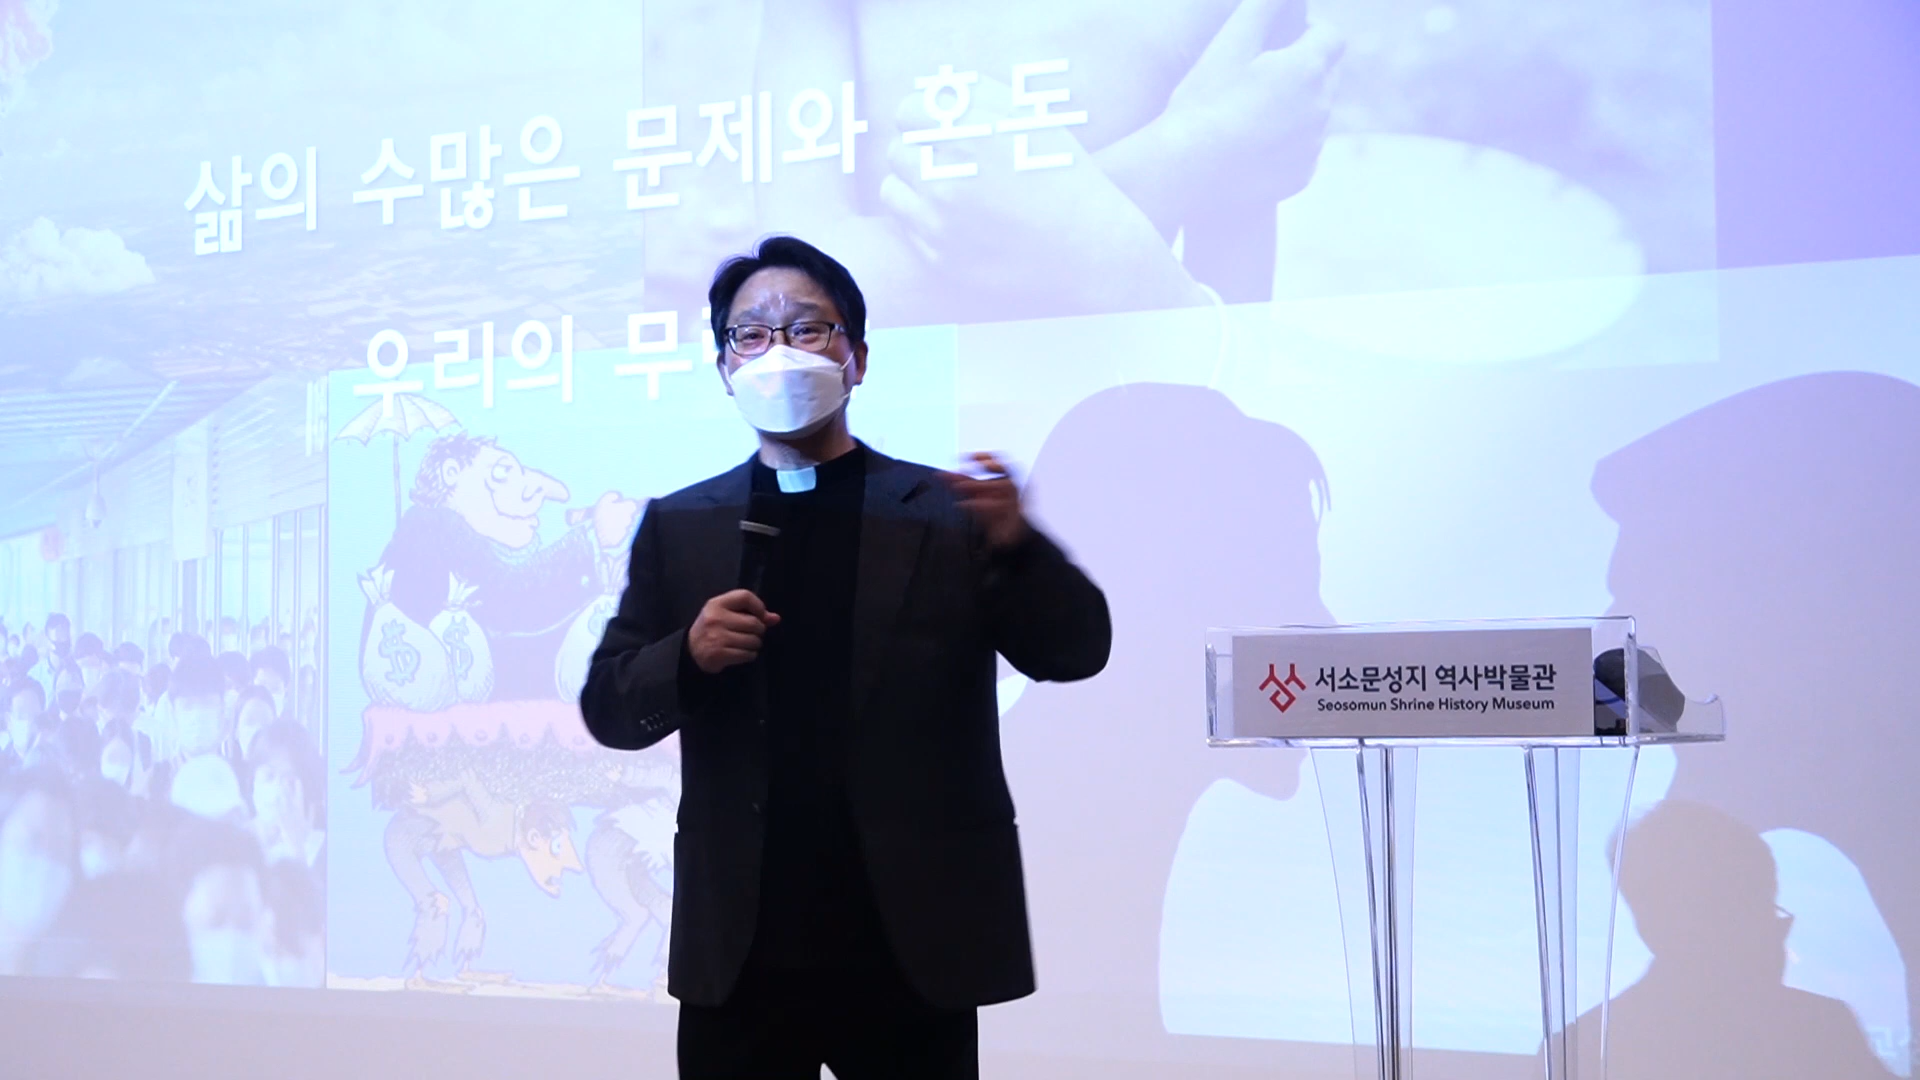 삶의 수많은 문제와 혼돈
우리의
$ $
서소문성지 역사박물관
Seosomun Shrine History Museum